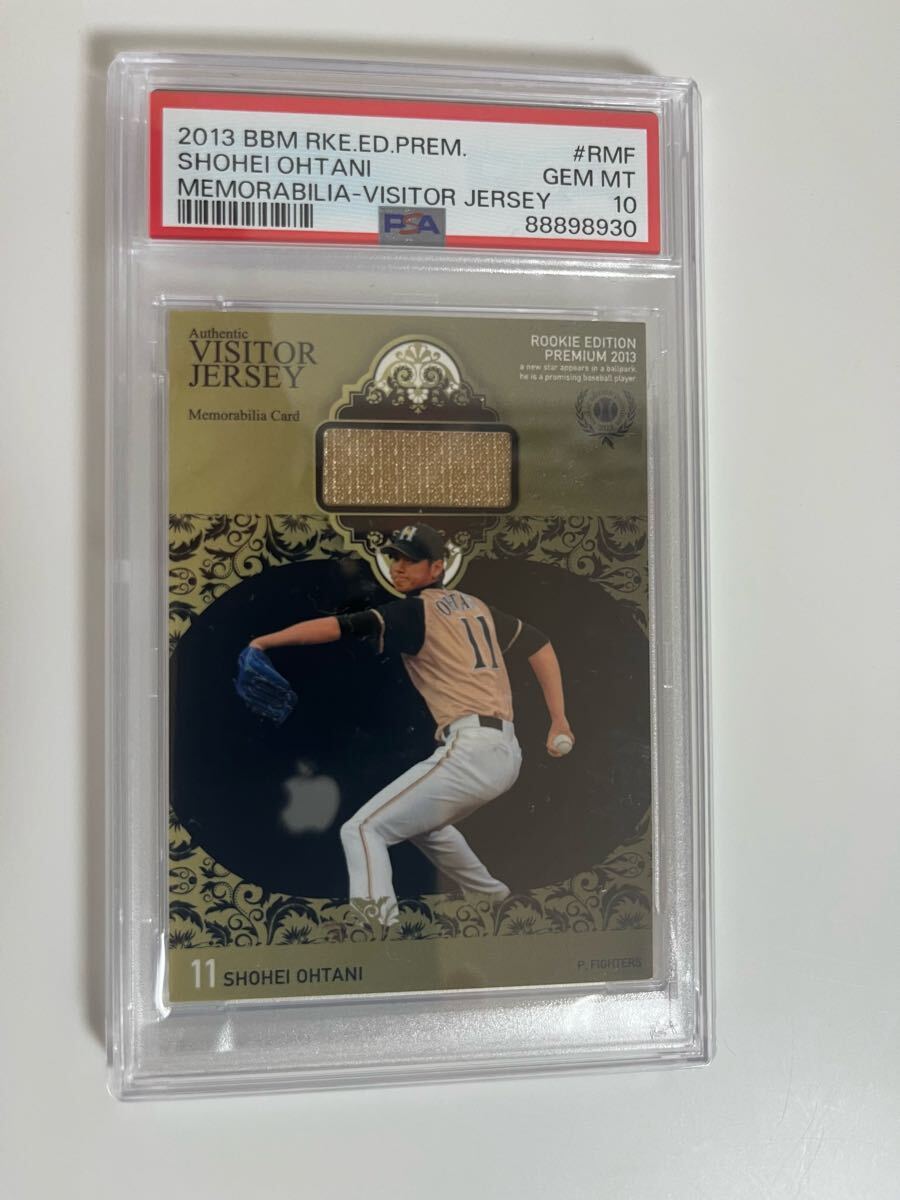 2013 BBM RKE.ED.PREM. #RMF
SHOHEI OHTANI GEM MT
MEMORABILIA-VISITOR JERSEY 10
PSA 88898930
Authentic
VISITOR
JERSEY
Memorabilia Card
ROOKIE EDITION
PREMIUM 2013
a new star appears in a ballpark.
he is a promising baseball player
2013
H
OHTA
11
11 SHOHEI OHTANI
P. FIGHTERS